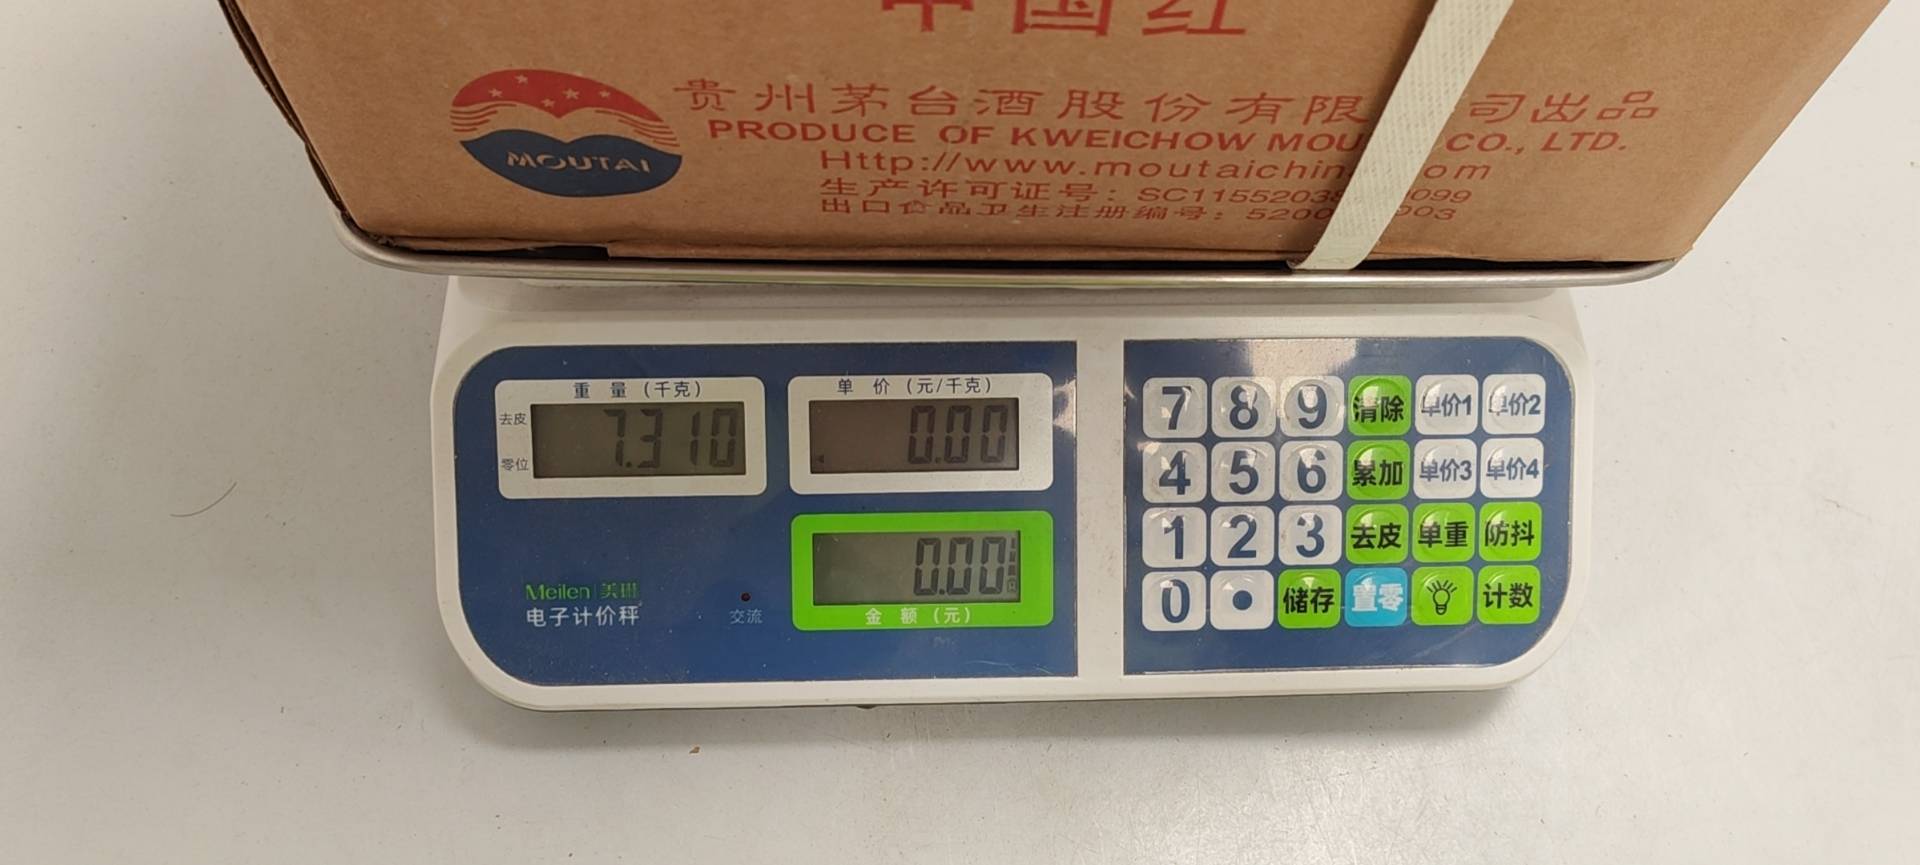 中国红
MOUTAI
贵州茅台酒股份有限 司出品
PRODUCE OF KWEICHOW MOU CO., LTD.
Http://www.moutaichin om
生产许可证号: SC1155203 099
出口食品卫生注册编号: 5200 003
重 量 (千克)
去皮
零位
7.310
单 价 (元/千克)
0.00
0.00
金 额 (元)
Meilen 美琳
电子计价秤
交流
7 8 9 清除 单价1 单价2
4 5 6 累加 单价3 单价4
1 2 3 去皮 单重 防抖
0 • 储存 置零 计数